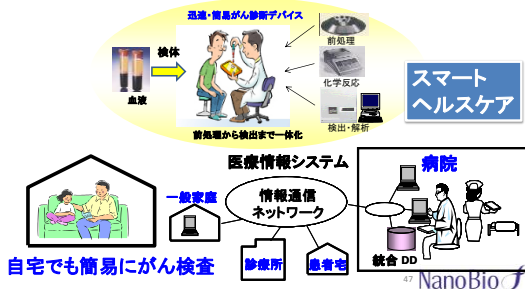 迅速・簡易がん診断デバイス
検体
血液
前処理
化学反応
検出・解析
前処理から検出まで一体化
スマート
ヘルスケア
医療情報システム
病院
一般家庭
情報通信
ネットワーク
診療所
患者宅
統合 DD
自宅でも簡易にがん検査
47
NanoBio